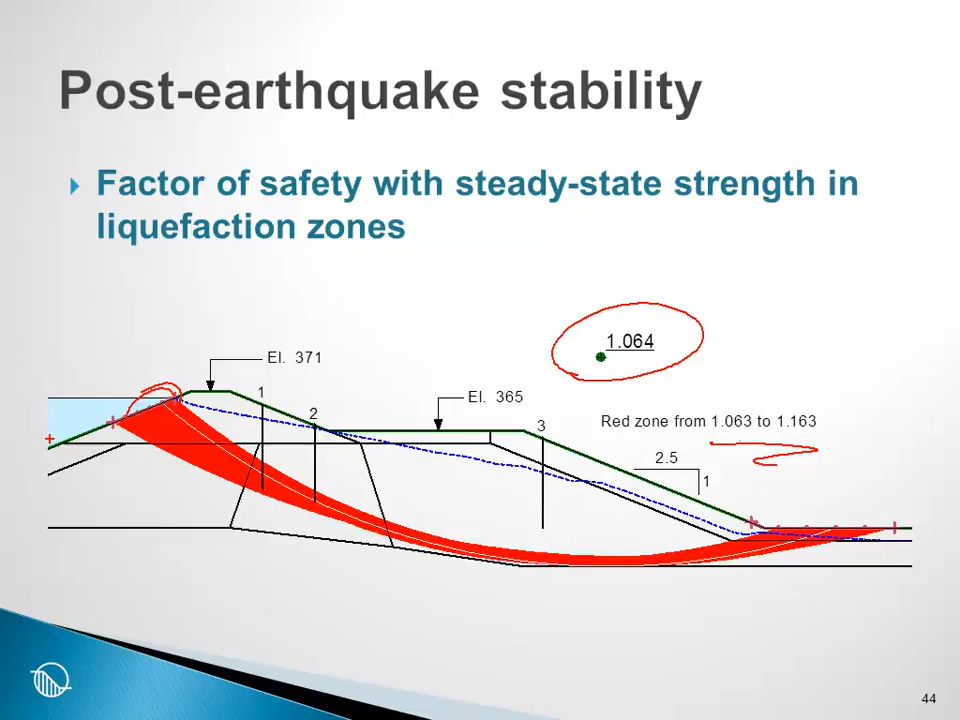 Post-earthquake stability
Factor of safety with steady-state strength in
liquefaction zones
1.064
El. 371
1
2
El. 365
3
Red zone from 1.063 to 1.163
2.5
1
44